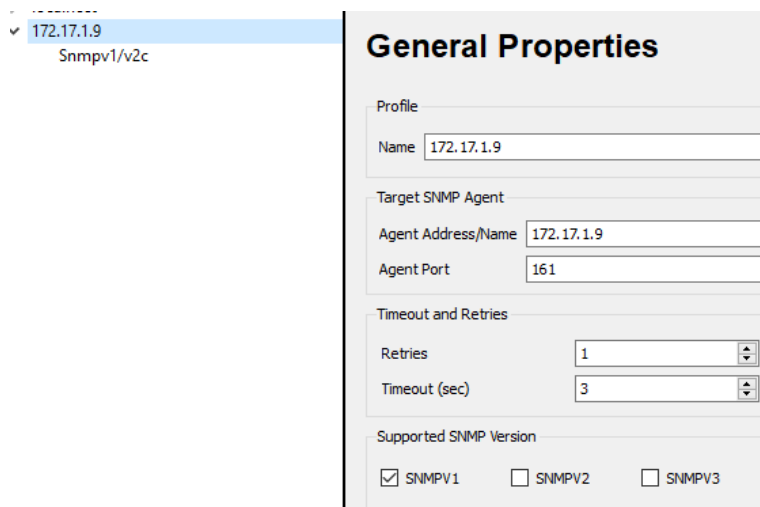 172.17.1.9
Snmpv1/v2c
General Properties
Profile
Name 172.17.1.9
Target SNMP Agent
Agent Address/Name 172.17.1.9
Agent Port 161
Timeout and Retries
Retries 1
Timeout (sec) 3
Supported SNMP Version
SNMPV1 SNMPV2 SNMPV3